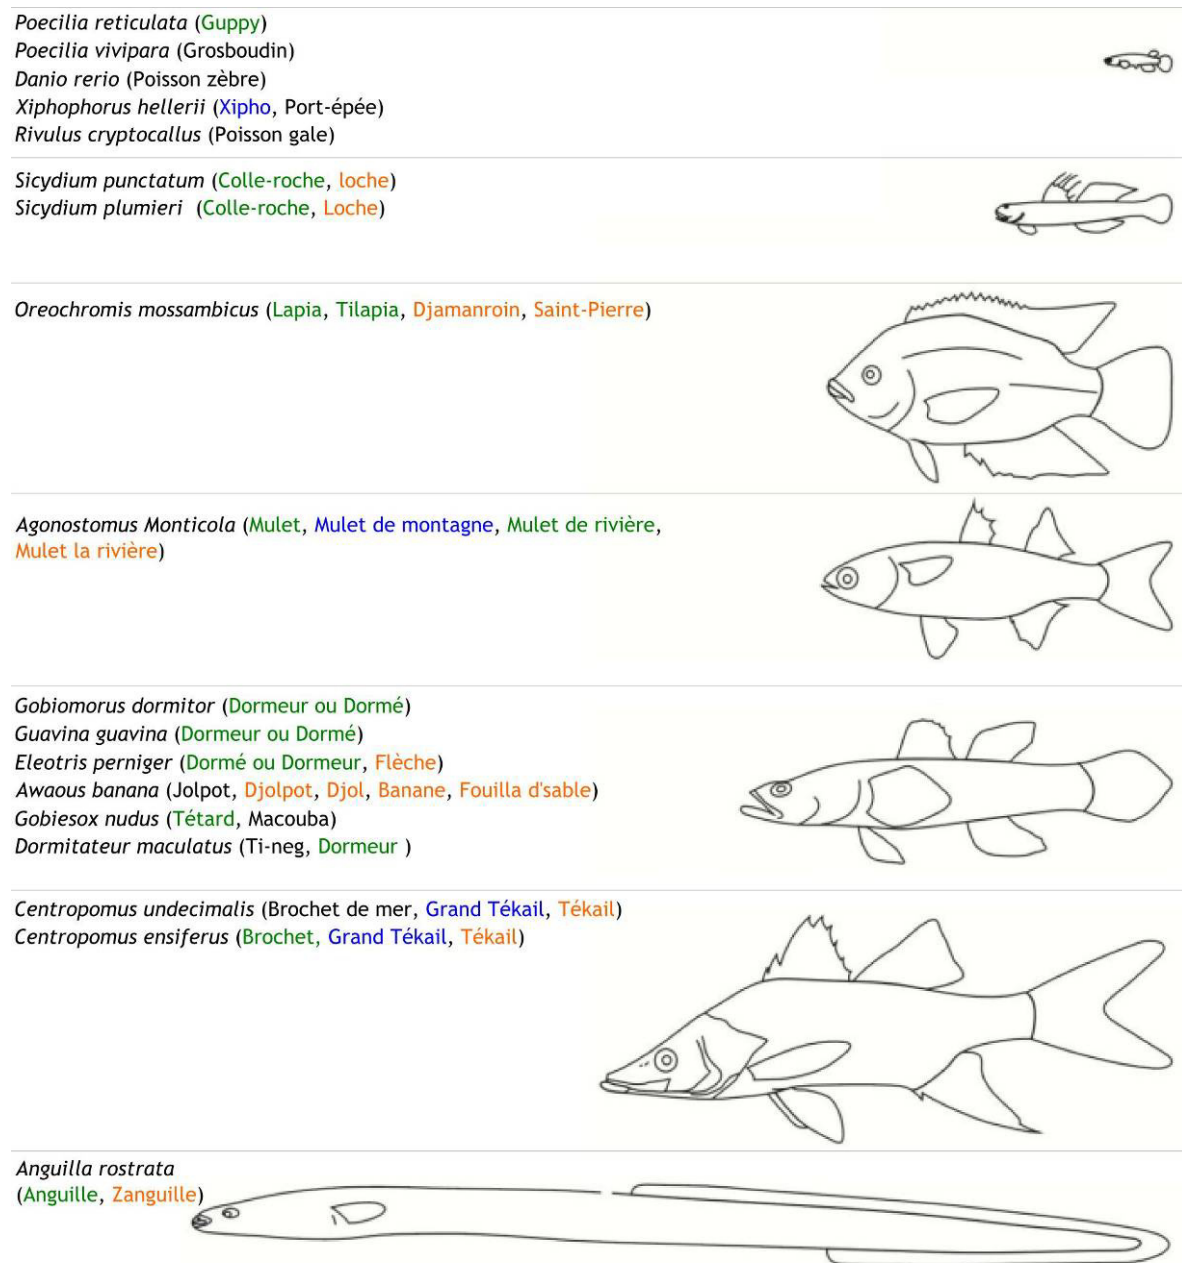 Poecilia reticulata (Guppy)
Poecilia vivipara (Grosboudin)
Danio rerio (Poisson zèbre)
Xiphophorus hellerii (Xipho, Port-épée)
Rivulus cryptocallus (Poisson gale)
Sicydium punctatum (Colle-roche, loche)
Sicydium plumieri (Colle-roche, Loche)
Oreochromis mossambicus (Lapia, Tilapia, Djamanroin, Saint-Pierre)
Agonostomus Monticola (Mulet, Mulet de montagne, Mulet de rivière,
Mulet la rivière)
Gobiomorus dormitor (Dormeur ou Dormé)
Guavina guavina (Dormeur ou Dormé)
Eleotris perniger (Dormé ou Dormeur, Flèche)
Awaous banana (Jolpot, Djolpot, Djol, Banane, Fouilla d'sable)
Gobiesox nudus (Tétard, Macouba)
Dormitateur maculatus (Ti-neg, Dormeur )
Centropomus undecimalis (Brochet de mer, Grand Tékail, Tékail)
Centropomus ensiferus (Brochet, Grand Tékail, Tékail)
Anguilla rostrata
(Anguille, Zanguille)